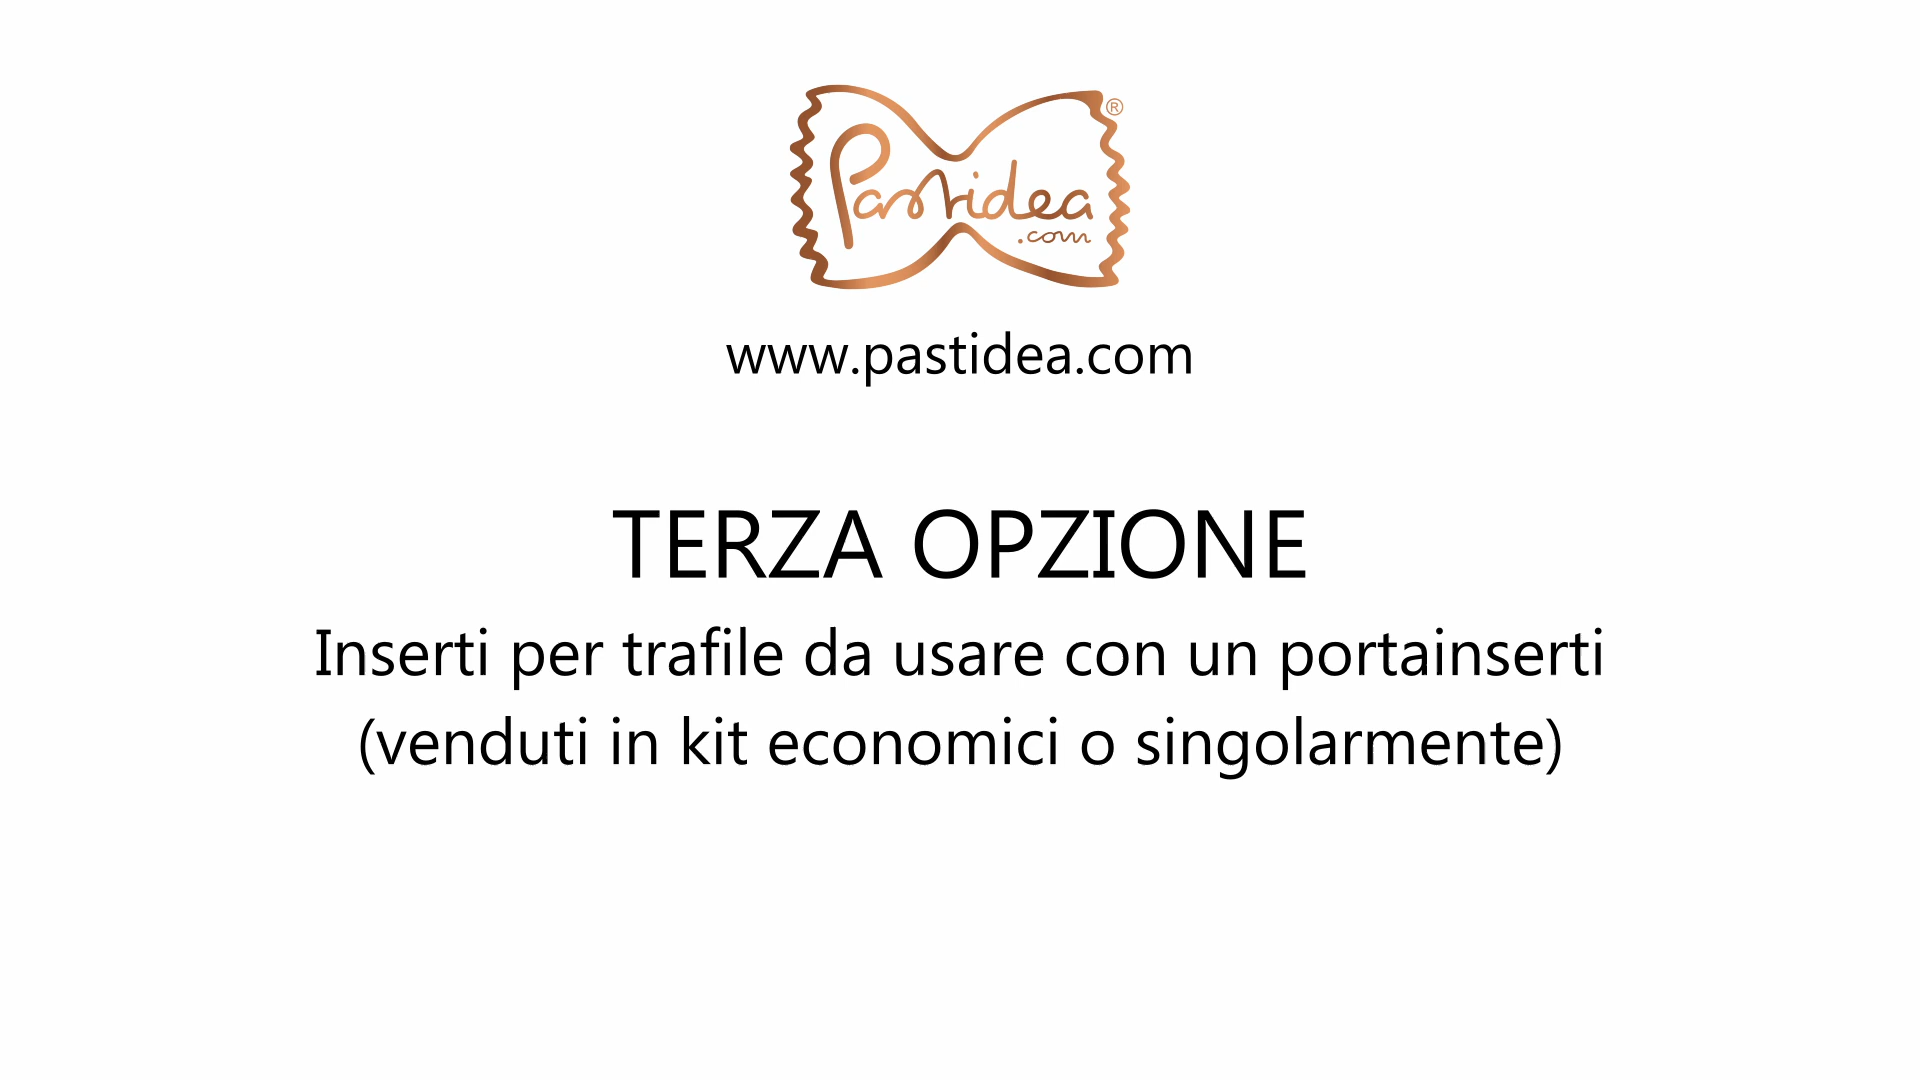 Pastidea
.com
®
www.pastidea.com
TERZA OPZIONE
Inserti per trafile da usare con un portainserti
(venduti in kit economici o singolarmente)